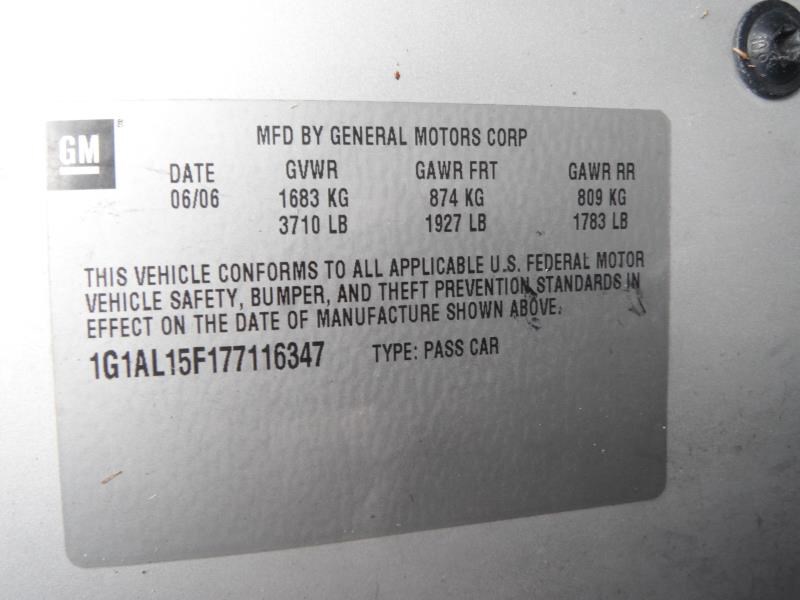 GM
MFD BY GENERAL MOTORS CORP
DATE GVWR GAWR FRT GAWR RR
06/06 1683 KG 874 KG 809 KG
3710 LB 1927 LB 1783 LB
THIS VEHICLE CONFORMS TO ALL APPLICABLE U.S. FEDERAL MOTOR
VEHICLE SAFETY, BUMPER, AND THEFT PREVENTION STANDARDS IN
EFFECT ON THE DATE OF MANUFACTURE SHOWN ABOVE.
1G1AL15F177116347 TYPE: PASS CAR